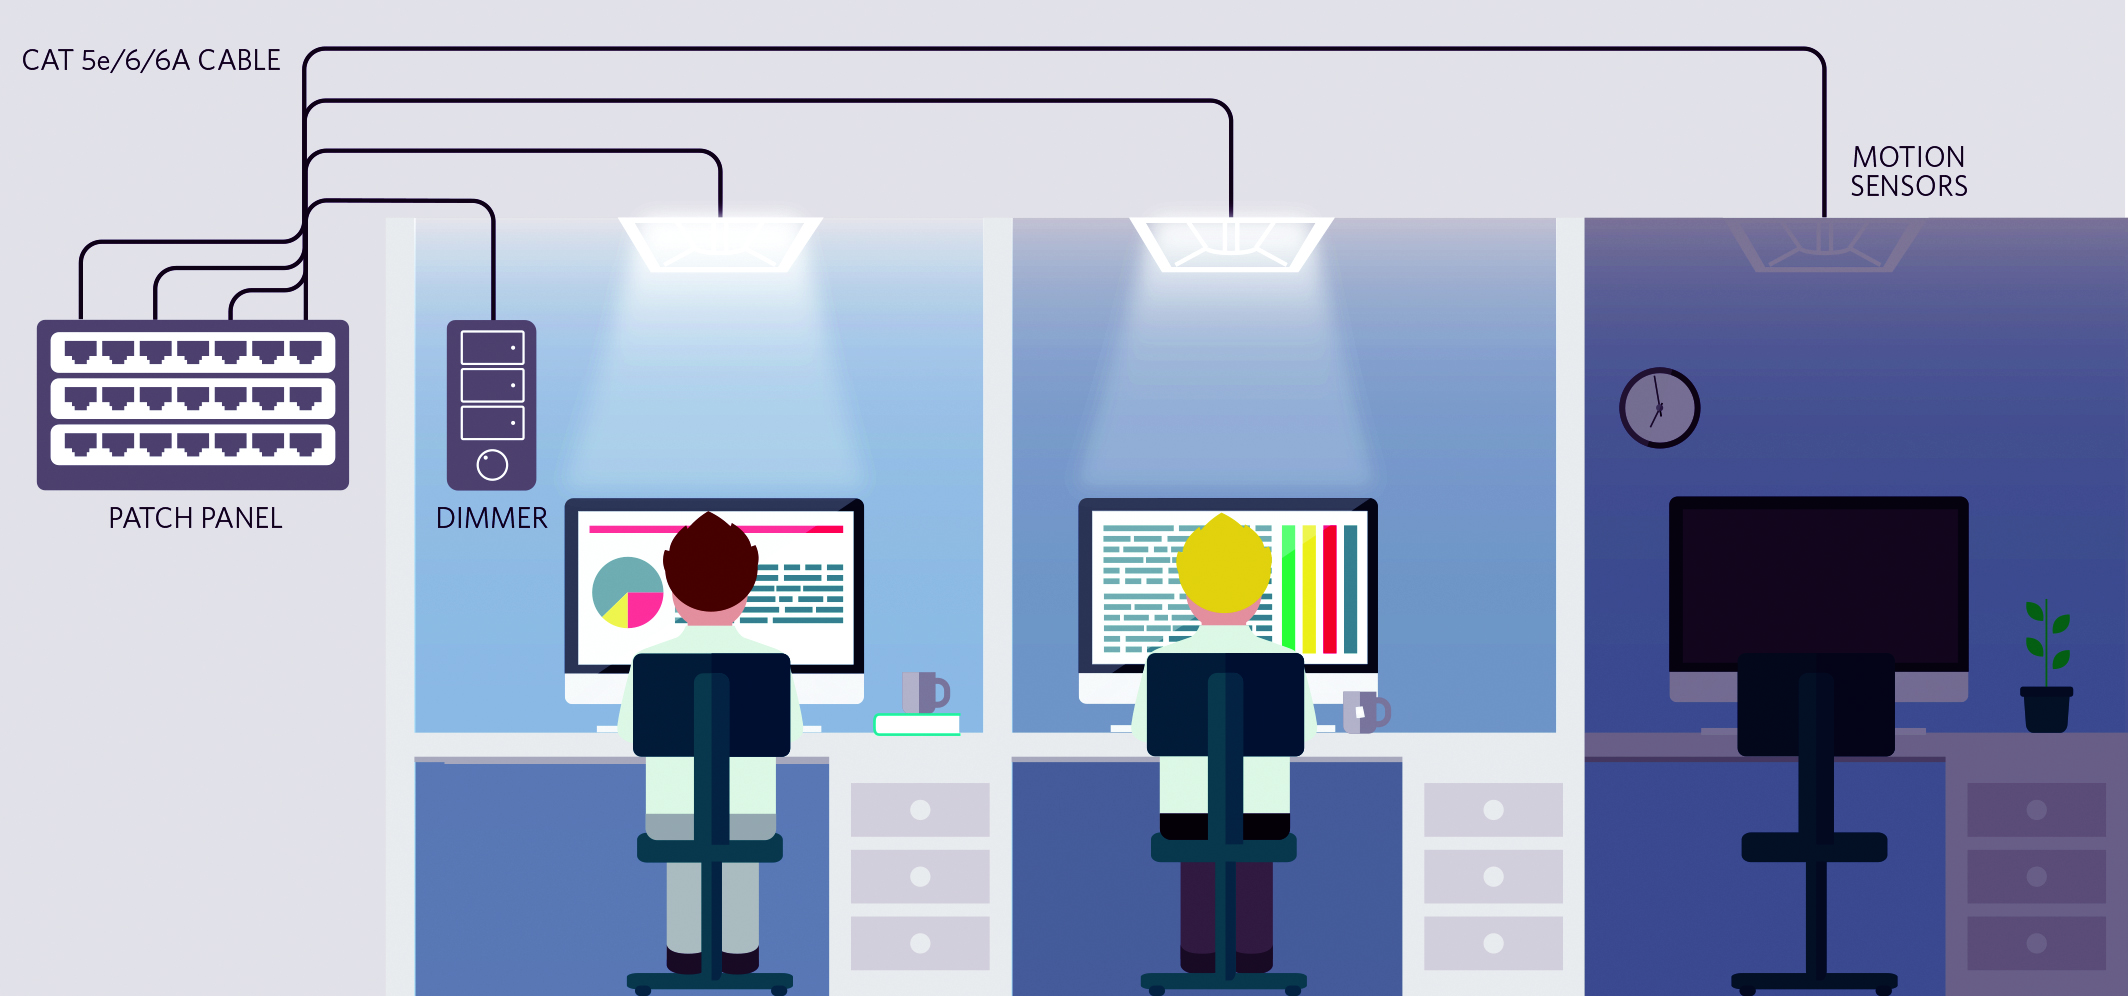 CAT 5e/6/6A CABLE
MOTION
SENSORS
PATCH PANEL
DIMMER